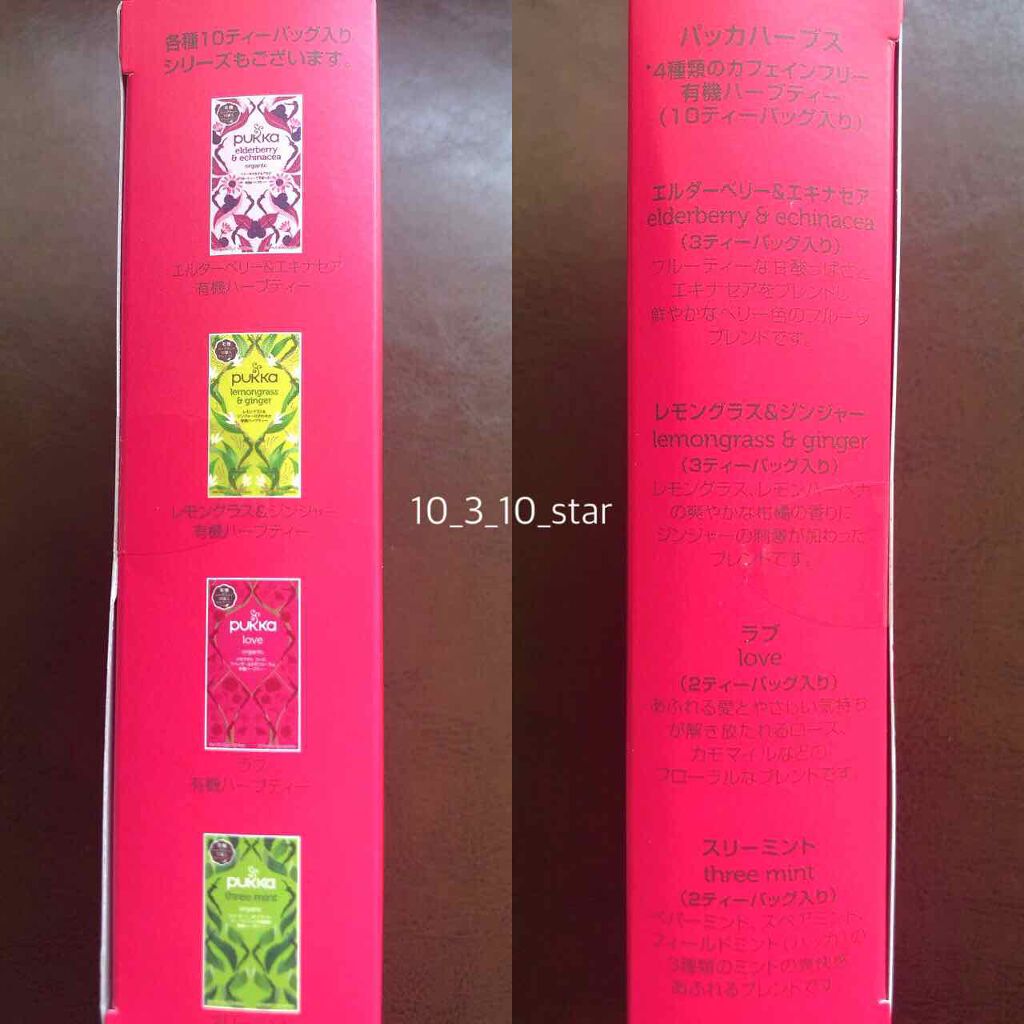 各種10ティーバッグ入り
シリーズもございます。
pukka
elderberry
& echinacea
organic
エルダーベリー&エキナセア
有機ハーブティー
pukka
lemongrass
& ginger
レモングラス&
レモングラス&ジンジャー
有機ハーブティー
pukka
love
organic
ラブ
有機ハーブティー
pukka
three mint
organic
10_3_10_star
パッカハーブス
4種類のカフェインフリー
有機ハーブティー
(10ティーバッグ入り)
エルダーベリー&エキナセア
elderberry & echinacea
(3ティーバッグ入り)
フルーティーな甘酸っぱさと
エキナセアをブレンドし
鮮やかなベリー色のフルーツ
ブレンドです。
レモングラス&ジンジャー
lemongrass & ginger
(3ティーバッグ入り)
レモングラス、レモンバーベナ
の爽やかな柑橘の香りに
ジンジャーの刺激が加わった
ブレンドです。
ラブ
love
(2ティーバッグ入り)
あふれる愛とやさしい気持ち
が解き放たれるローズ、
カモマイルなどの
フローラルなブレンドです。
スリーミント
three mint
(2ティーバッグ入り)
ペパーミント、スペアミント、
フィールドミント(ハッカ)の
3種類のミントの爽快感
あふれるブレンドです